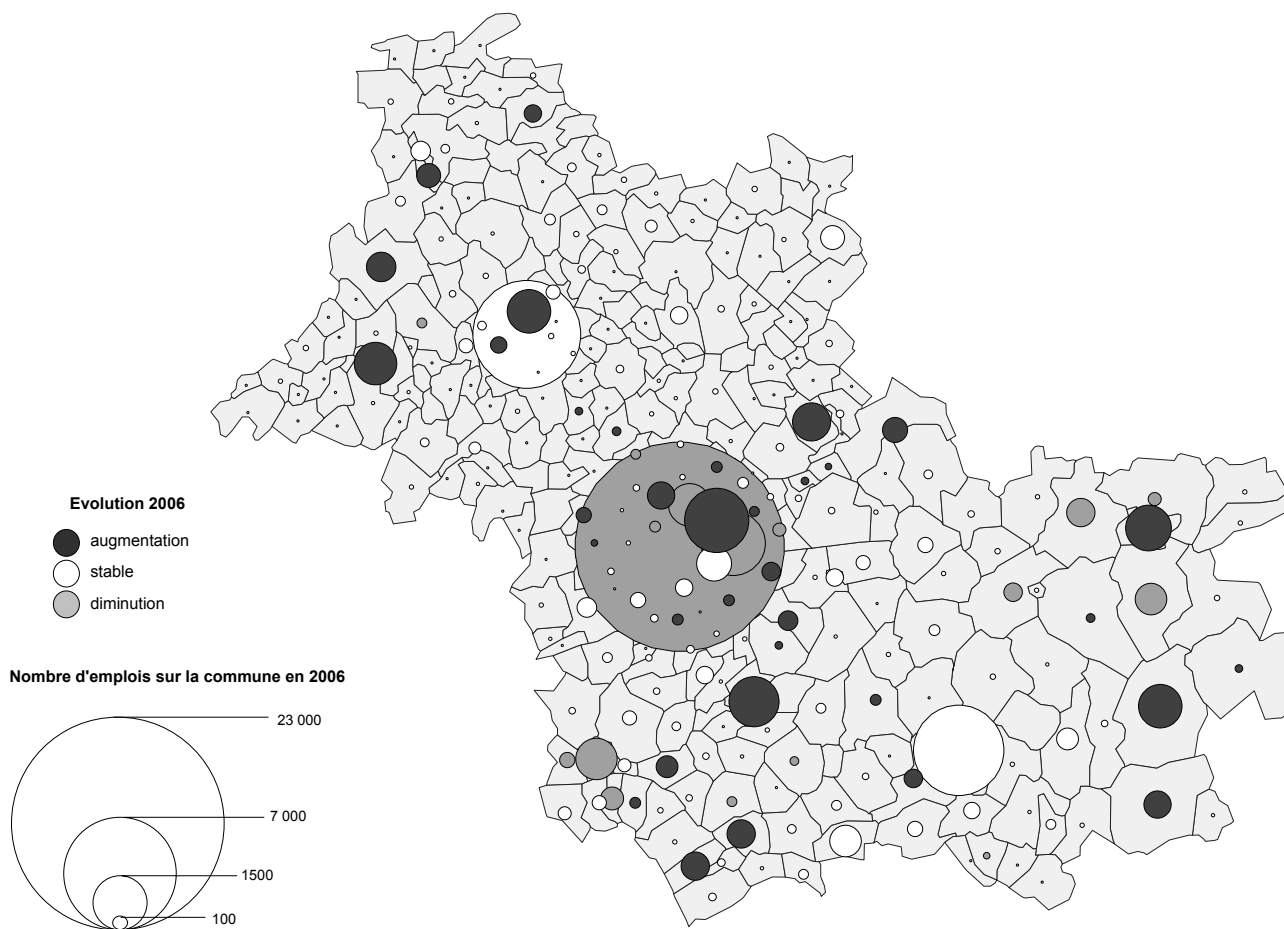 Evolution 2006
augmentation
stable
diminution
Nombre d'emplois sur la commune en 2006
23 000
7 000
1500
100